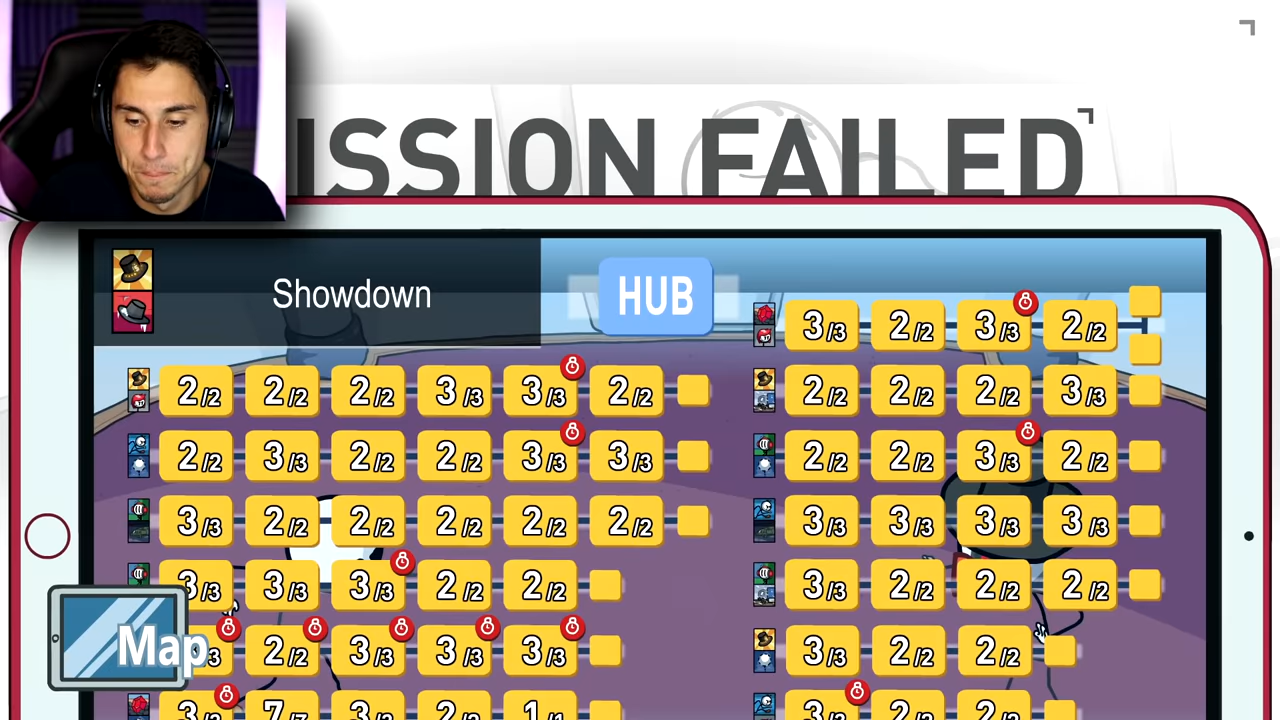 ISSION FAILED
Showdown
HUB
3/3 2/2 3/3 2/2
2/2 2/2 2/2 3/3 3/3 2/2
2/2 2/2 2/2 3/3
2/2 3/3 2/2 2/2 3/3 3/3
2/2 2/2 3/3 2/2
3/3 2/2 2/2 2/2 2/2 2/2
3/3 3/3 3/3 3/3
3/3 3/3 3/3 2/2 2/2
3/3 2/2 2/2 2/2
Map
/3 2/2 3/3 3/3 3/3
3/3 2/2 2/2